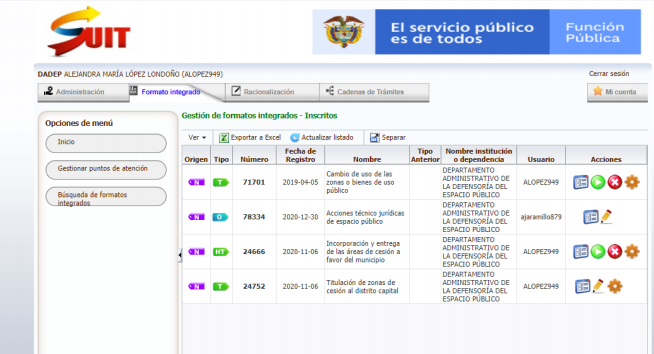 SUIT
El servicio público
es de todos
Función
Pública
DADEP ALEJANDRA MARÍA LÓPEZ LONDOÑO (ALOPEZ949)
Cerrar sesión
Administración
Formato integrado
Racionalización
Cadenas de Trámites
Mi cuenta
Opciones de menú
Inicio
Gestionar puntos de atención
Búsqueda de formatos
integrados
Gestión de formatos integrados - Inscritos
Ver
Exportar a Excel
Actualizar listado
Separar
Origen Tipo Número Fecha de Registro Nombre Tipo Anterior Nombre institución o dependencia Usuario Acciones
N T 71701 2019-04-05
Cambio de uso de las
zonas o bienes de uso
público
DEPARTAMENTO
ADMINISTRATIVO DE
LA DEFENSORÍA DEL
ESPACIO PÚBLICO
ALOPEZ949
N O 78334 2020-12-30
Acciones técnico jurídicas
de espacio público
DEPARTAMENTO
ADMINISTRATIVO DE
LA DEFENSORÍA DEL
ESPACIO PÚBLICO
ajaramillo879
N HT 24666 2020-11-06
Incorporación y entrega
de las áreas de cesión a
favor del municipio
DEPARTAMENTO
ADMINISTRATIVO DE
LA DEFENSORÍA DEL
ESPACIO PÚBLICO
ALOPEZ949
N T 24752 2020-11-06
Titulación de zonas de
cesión al distrito capital
DEPARTAMENTO
ADMINISTRATIVO DE
LA DEFENSORÍA DEL
ESPACIO PÚBLICO
ALOPEZ949